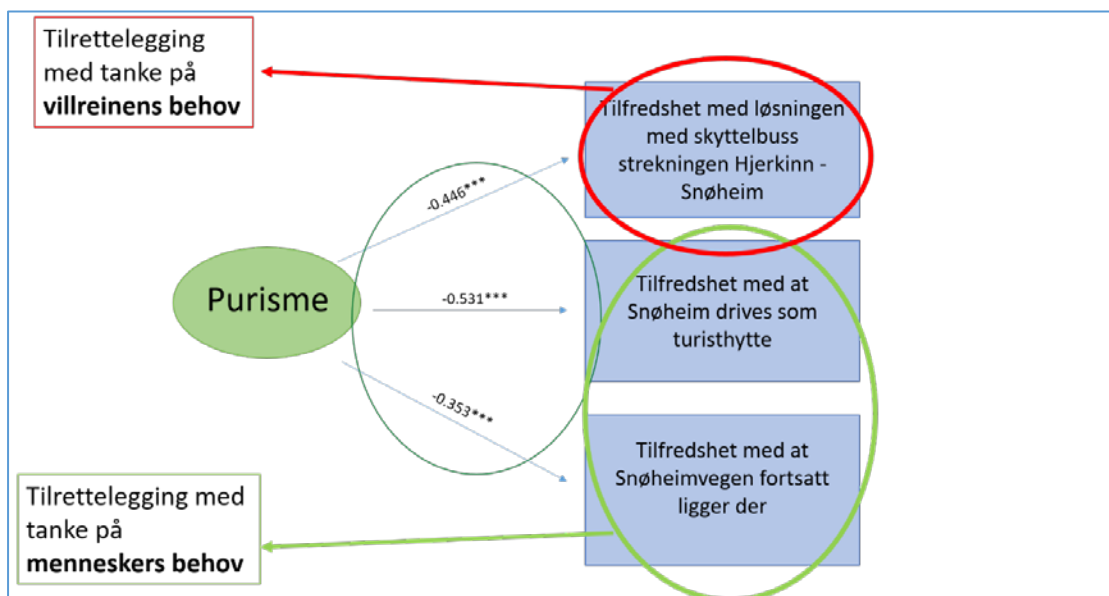 Tilrettelegging
med tanke på
villreinens behov
Tilfredshet med løsningen
med skyttelbuss
strekningen Hjerkinn -
Snøheim
-0.446***
Purisme
-0.531***
Tilfredshet med at
Snøheim drives som
turisthytte
-0.353***
Tilfredshet med at
Snøheimvegen fortsatt
ligger der
Tilrettelegging med
tanke på
menneskers behov